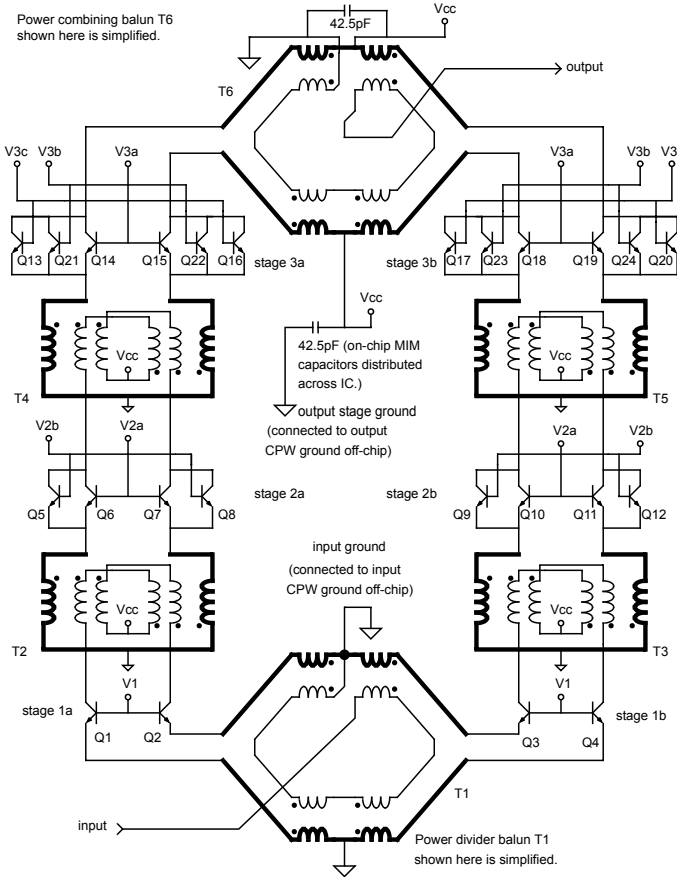 Power combining balun T6
shown here is simplified.
42.5pF
Vcc
output
T6
V3c V3b V3a V3a V3b V3
Q13 Q21 Q14 Q15 Q22 Q16 Q17 Q23 Q18 Q19 Q24 Q20
stage 3a stage 3b
Vcc
42.5pF (on-chip MIM
capacitors distributed
across IC.)
Vcc Vcc
T4 T5
output stage ground
(connected to output
CPW ground off-chip)
V2b V2a V2a V2b
stage 2a stage 2b
Q5 Q6 Q7 Q8 Q9 Q10 Q11 Q12
input ground
(connected to input
CPW ground off-chip)
Vcc Vcc
T2 T3
V1 V1
stage 1a stage 1b
Q1 Q2 Q3 Q4
T1
input
Power divider balun T1
shown here is simplified.